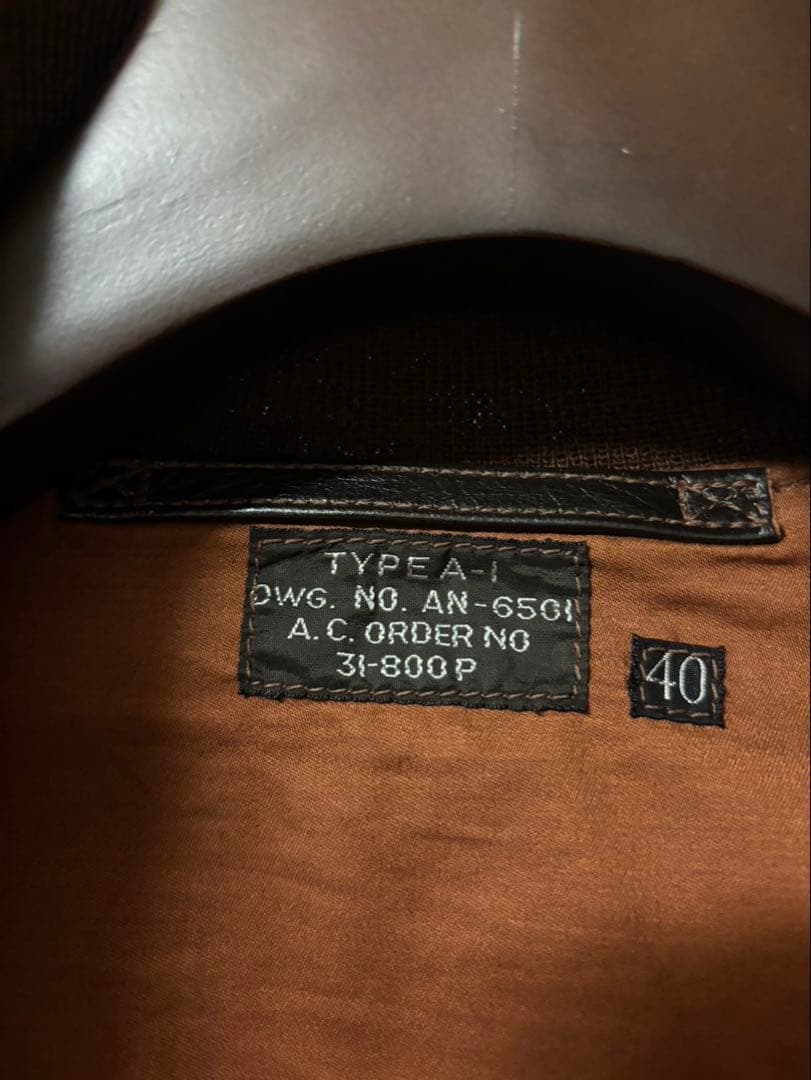 TYPE A-1
DWG. NO. AN-6501
A.C. ORDER NO
31-800P
40